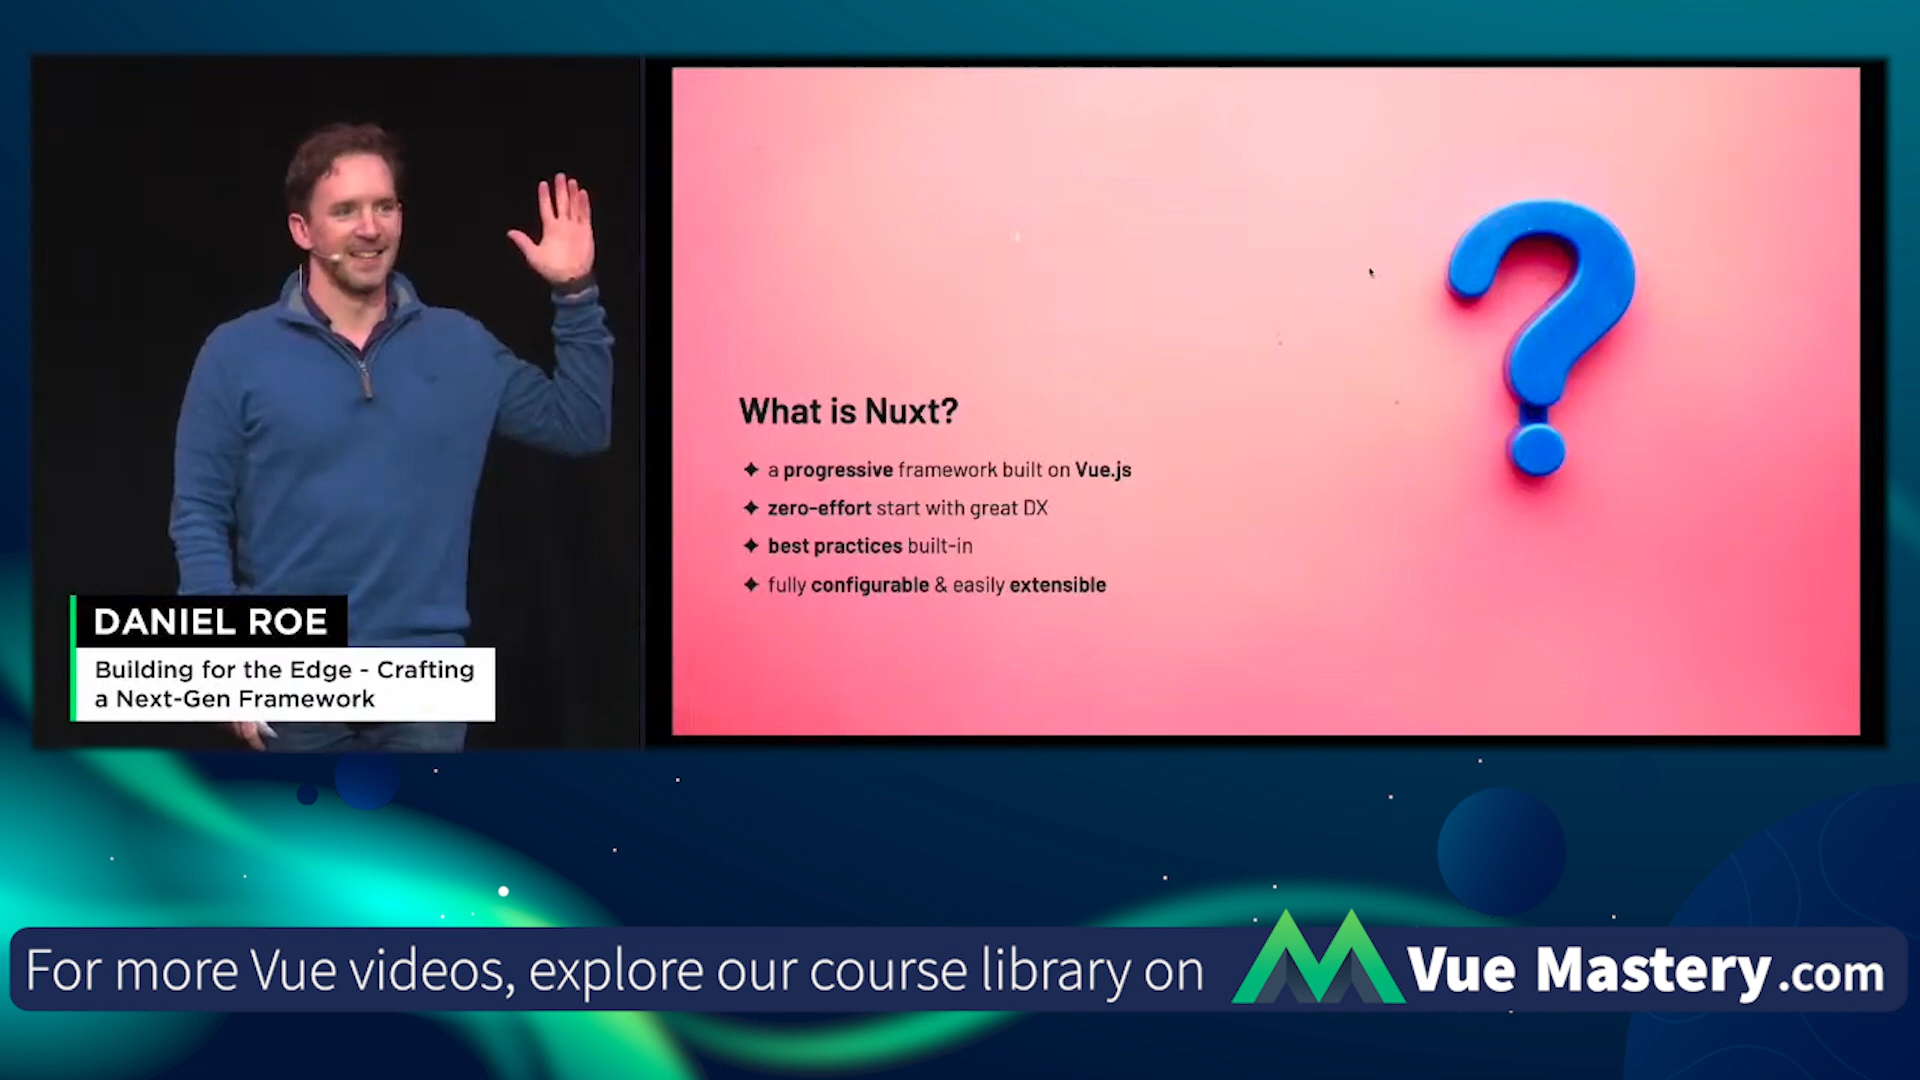 What is Nuxt?
a progressive framework built on Vue.js
zero-effort start with great DX
best practices built-in
fully configurable & easily extensible
DANIEL ROE
Building for the Edge - Crafting
a Next-Gen Framework
For more Vue videos, explore our course library on Vue Mastery.com